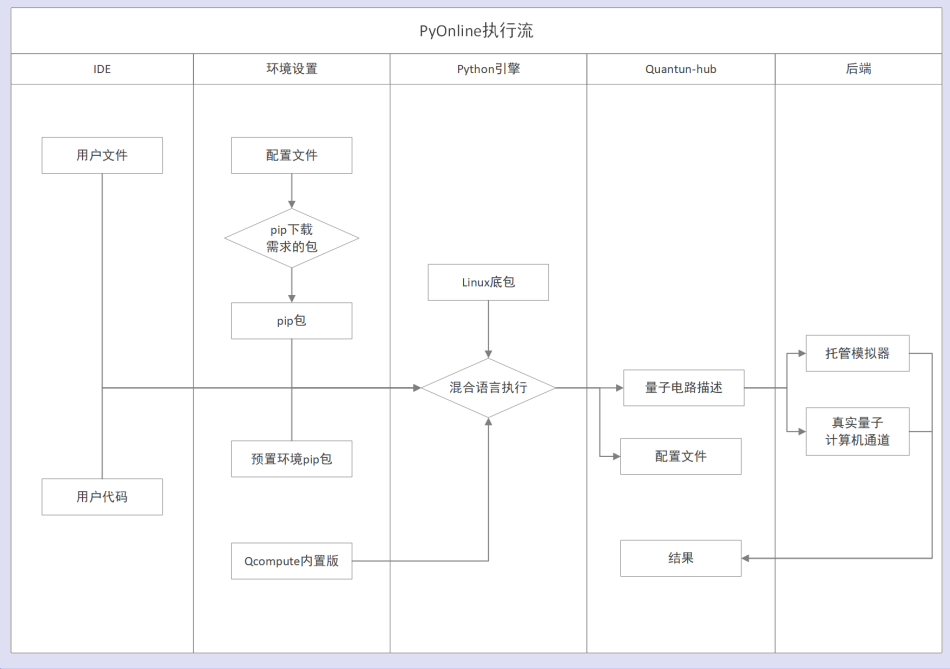 PyOnline执行流
IDE
环境设置
Python引擎
Quantun-hub
后端
用户文件
配置文件
pip下载
需求的包
pip包
Linux底包
混合语言执行
量子电路描述
托管模拟器
真实量子
计算机通道
配置文件
预置环境pip包
用户代码
Qcompute内置版
结果